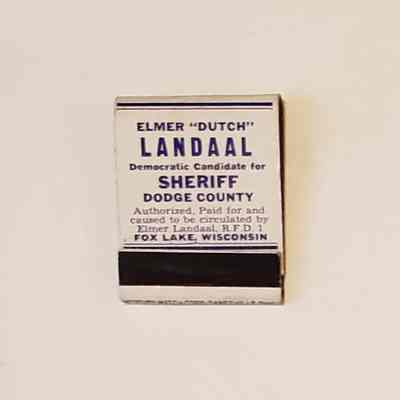 ELMER "DUTCH"
LANDAAL
Democratic Candidate for
SHERIFF
DODGE COUNTY
Authorized, Paid for and
caused to be circulated by
Elmer Landaal, R.F.D. 1
FOX LAKE, WISCONSIN